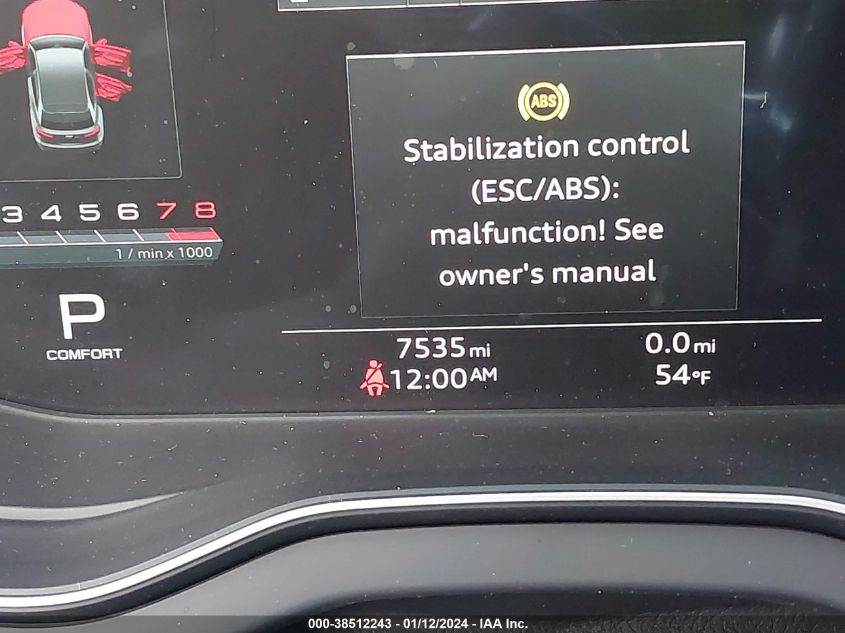 ABS
Stabilization control
(ESC/ABS):
malfunction! See
owner's manual
3 4 5 6 7 8
1 / min x 1000
P
COMFORT
7535 mi
0.0 mi
12:00 AM
54°F
000-38512243 - 01/12/2024 - IAA Inc.